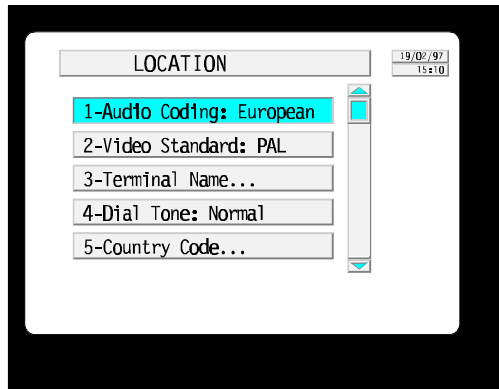 LOCATION
19/02/97
15:10
1-Audio Coding: European
2-Video Standard: PAL
3-Terminal Name...
4-Dial Tone: Normal
5-Country Code...